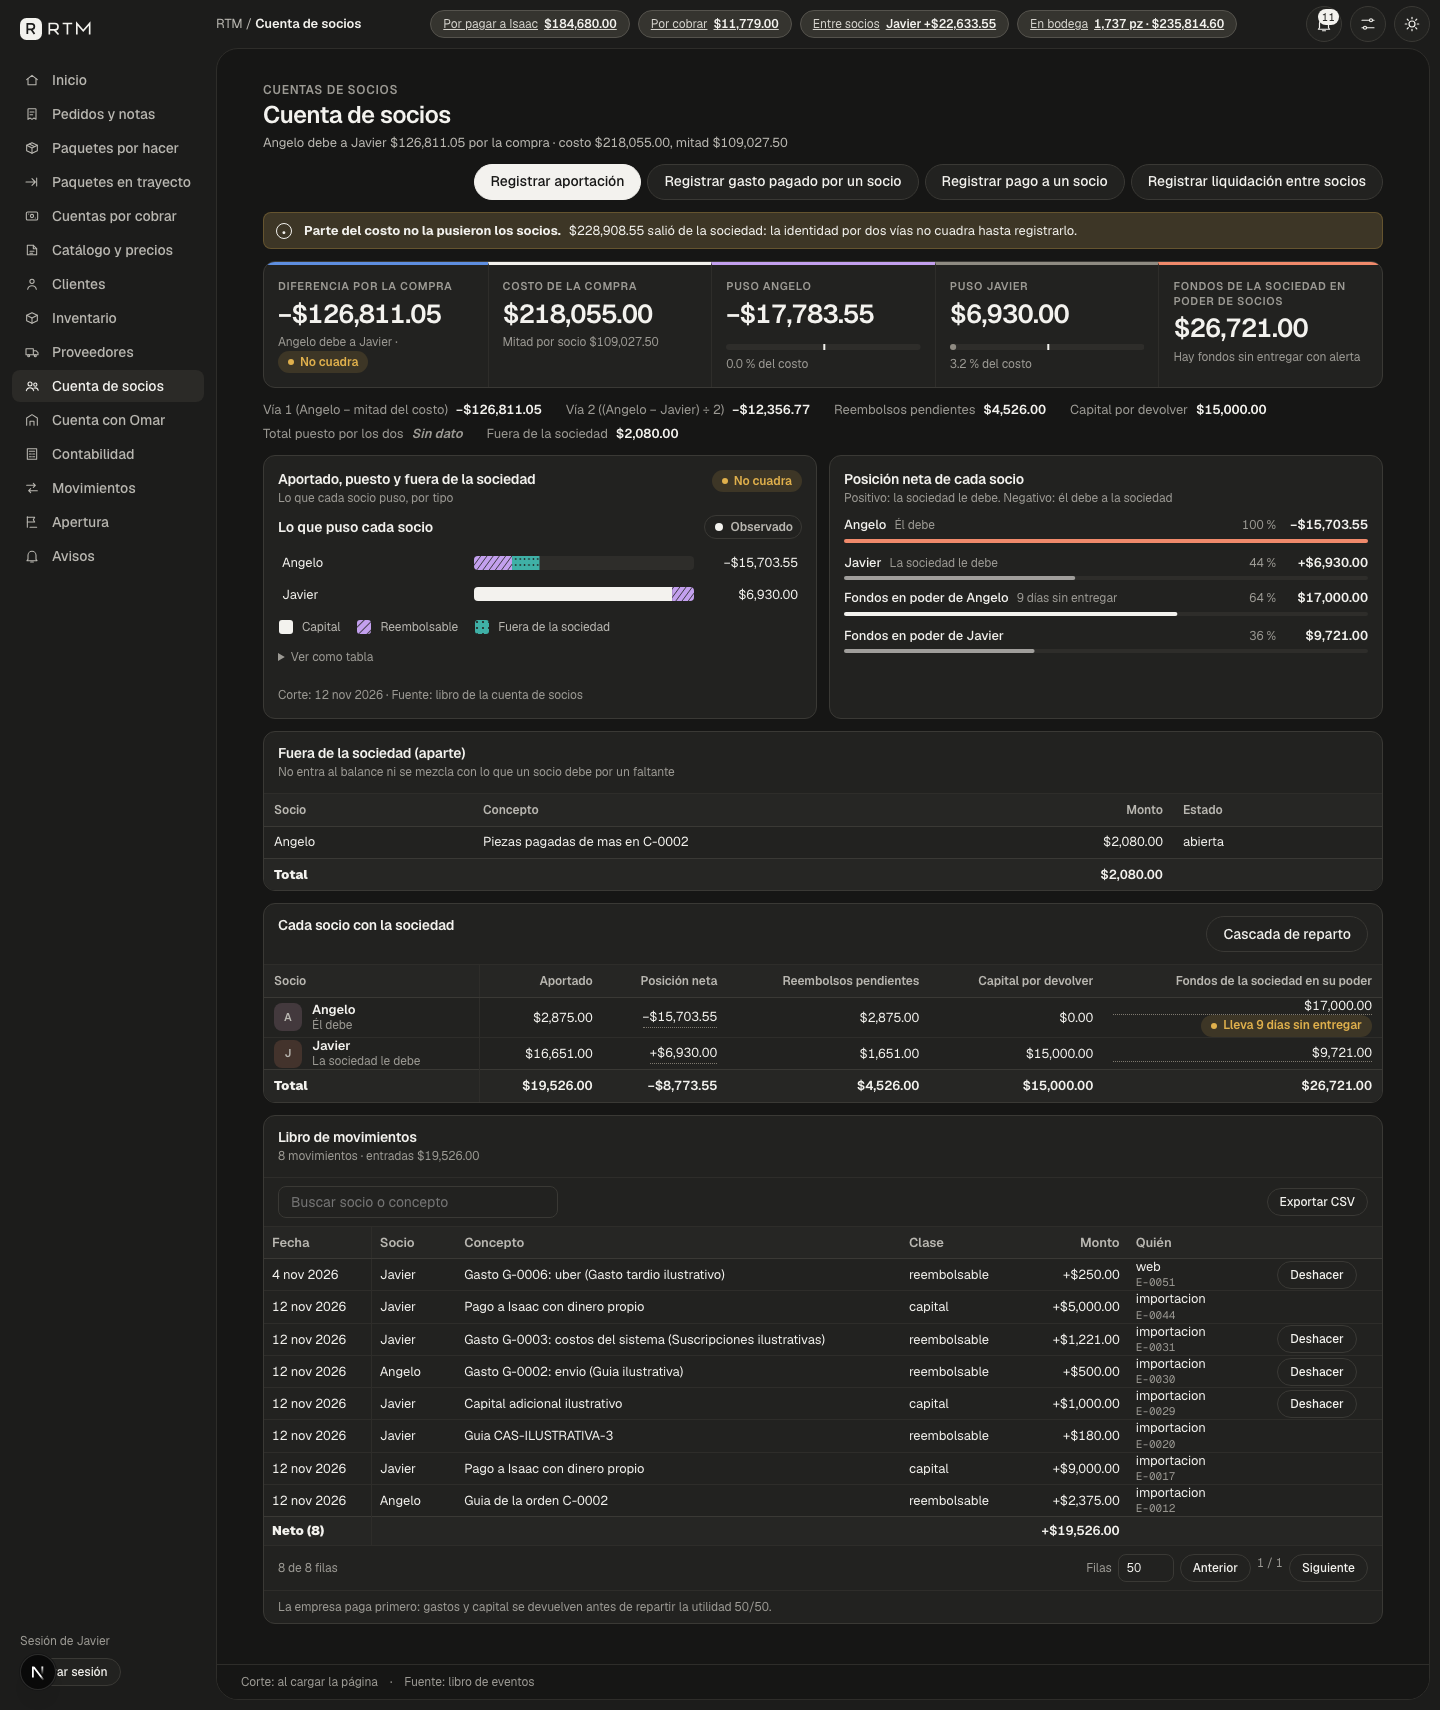 R RTM
RTM / Cuenta de socios
Por pagar a Isaac $184,680.00
Por cobrar $11,779.00
Entre socios Javier +$22,633.55
En bodega 1,737 pz · $235,814.60
11
Inicio
Pedidos y notas
Paquetes por hacer
Paquetes en trayecto
Cuentas por cobrar
Catálogo y precios
Clientes
Inventario
Proveedores
Cuenta de socios
Cuenta con Omar
Contabilidad
Movimientos
Apertura
Avisos
CUENTAS DE SOCIOS
Cuenta de socios
Angelo debe a Javier $126,811.05 por la compra · costo $218,055.00, mitad $109,027.50
Registrar aportación
Registrar gasto pagado por un socio
Registrar pago a un socio
Registrar liquidación entre socios
Parte del costo no la pusieron los socios. $228,908.55 salió de la sociedad: la identidad por dos vías no cuadra hasta registrarlo.
DIFERENCIA POR LA COMPRA
−$126,811.05
Angelo debe a Javier ·
No cuadra
COSTO DE LA COMPRA
$218,055.00
Mitad por socio $109,027.50
PUSO ANGELO
−$17,783.55
0.0 % del costo
PUSO JAVIER
$6,930.00
3.2 % del costo
FONDOS DE LA SOCIEDAD EN
PODER DE SOCIOS
$26,721.00
Hay fondos sin entregar con alerta
Vía 1 (Angelo − mitad del costo) −$126,811.05 Vía 2 ((Angelo − Javier) ÷ 2) −$12,356.77 Reembolsos pendientes $4,526.00 Capital por devolver $15,000.00
Total puesto por los dos Sin dato Fuera de la sociedad $2,080.00
Aportado, puesto y fuera de la sociedad
No cuadra
Lo que cada socio puso, por tipo
Lo que puso cada socio
Observado
Angelo −$15,703.55
Javier $6,930.00
Capital Reembolsable Fuera de la sociedad
Ver como tabla
Corte: 12 nov 2026 · Fuente: libro de la cuenta de socios
Posición neta de cada socio
Positivo: la sociedad le debe. Negativo: él debe a la sociedad
Angelo Él debe 100 % −$15,703.55
Javier La sociedad le debe 44 % +$6,930.00
Fondos en poder de Angelo 9 días sin entregar 64 % $17,000.00
Fondos en poder de Javier 36 % $9,721.00
Fuera de la sociedad (aparte)
No entra al balance ni se mezcla con lo que un socio debe por un faltante
Socio Concepto Monto Estado
Angelo Piezas pagadas de mas en C-0002 $2,080.00 abierta
Total $2,080.00
Cada socio con la sociedad
Cascada de reparto
Socio Aportado Posición neta Reembolsos pendientes Capital por devolver Fondos de la sociedad en su poder
Angelo
Él debe
A $2,875.00 −$15,703.55 $2,875.00 $0.00 $17,000.00
Lleva 9 días sin entregar
Javier
La sociedad le debe
J $16,651.00 +$6,930.00 $1,651.00 $15,000.00 $9,721.00
Total $19,526.00 −$8,773.55 $4,526.00 $15,000.00 $26,721.00
Libro de movimientos
8 movimientos · entradas $19,526.00
Buscar socio o concepto
Exportar CSV
Fecha Socio Concepto Clase Monto Quién
4 nov 2026 Javier Gasto G-0006: uber (Gasto tardio ilustrativo) reembolsable +$250.00 web
E-0051 Deshacer
12 nov 2026 Javier Pago a Isaac con dinero propio capital +$5,000.00 importacion
E-0044
12 nov 2026 Javier Gasto G-0003: costos del sistema (Suscripciones ilustrativas) reembolsable +$1,221.00 importacion
E-0031 Deshacer
12 nov 2026 Angelo Gasto G-0002: envio (Guia ilustrativa) reembolsable +$500.00 importacion
E-0030 Deshacer
12 nov 2026 Javier Capital adicional ilustrativo capital +$1,000.00 importacion
E-0029 Deshacer
12 nov 2026 Javier Guia CAS-ILUSTRATIVA-3 reembolsable +$180.00 importacion
E-0020
12 nov 2026 Javier Pago a Isaac con dinero propio capital +$9,000.00 importacion
E-0017
12 nov 2026 Angelo Guia de la orden C-0002 reembolsable +$2,375.00 importacion
E-0012
Neto (8) +$19,526.00
8 de 8 filas
Filas 50 Anterior 1 / 1 Siguiente
La empresa paga primero: gastos y capital se devuelven antes de repartir la utilidad 50/50.
Sesión de Javier
N ar sesión
Corte: al cargar la página · Fuente: libro de eventos